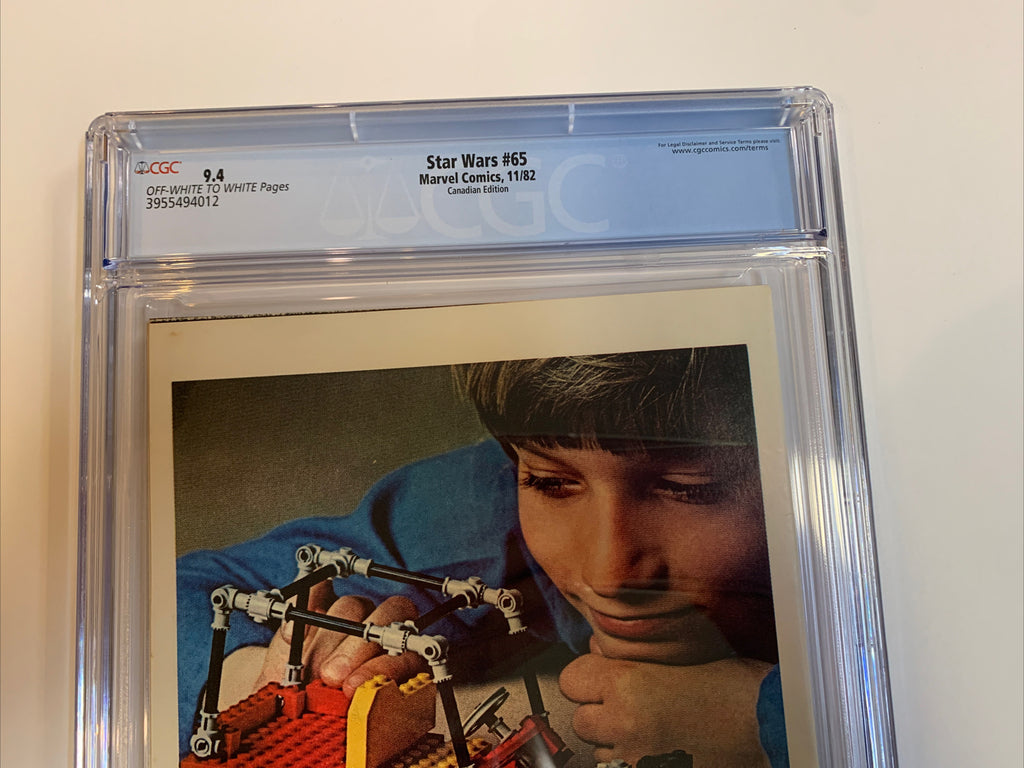 CGC
9.4
OFF-WHITE TO WHITE Pages
3955494012
Star Wars #65
Marvel Comics, 11/82
Canadian Edition
For Legal Disclaimer and Service Terms please visit:
www.cgccomics.com/terms
CGC